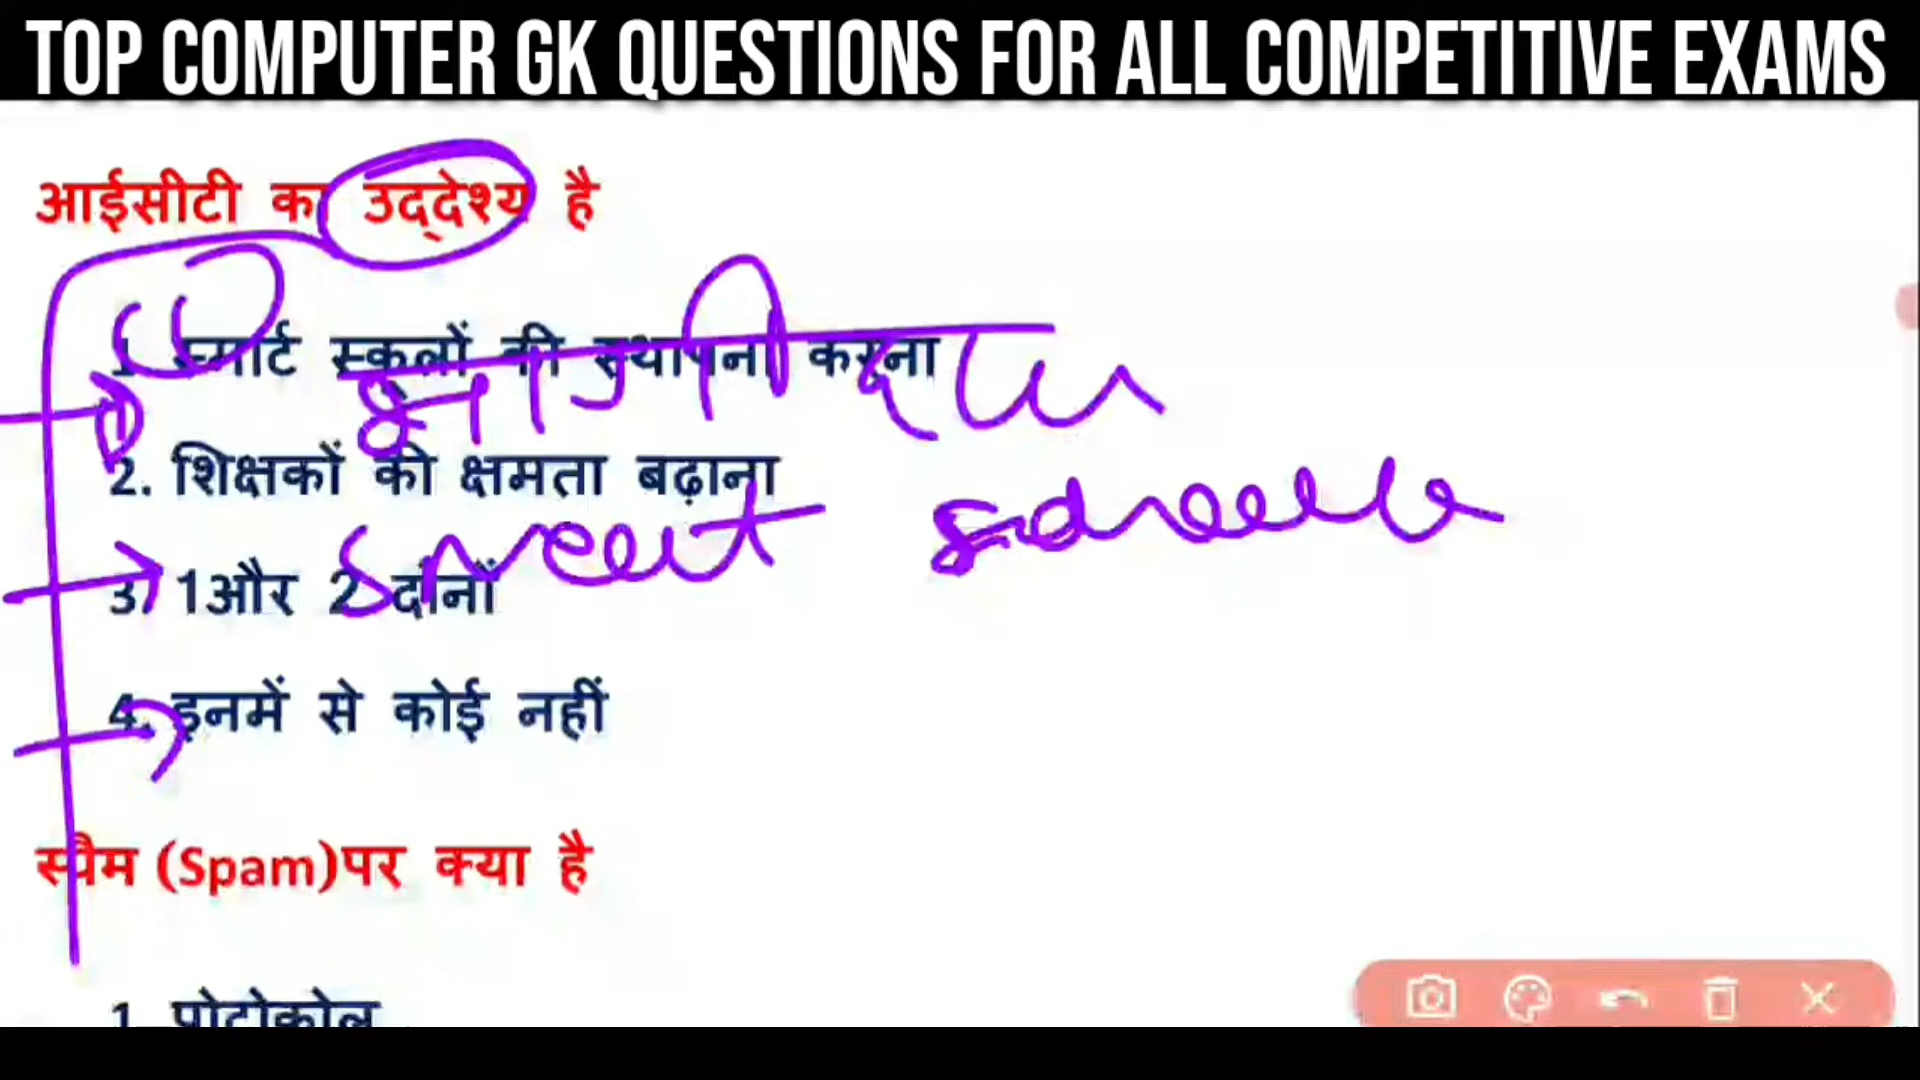 TOP COMPUTER GK QUESTIONS FOR ALL COMPETITIVE EXAMS
आईसीटी का उद्देश्य है
1. स्मार्ट स्कूलों की स्थापना करना
2. शिक्षकों की क्षमता बढ़ाना
3. 1और 2 दोनों
4. इनमें से कोई नहीं
स्पैम (Spam)पर क्या है
1. प्रोटोकोल